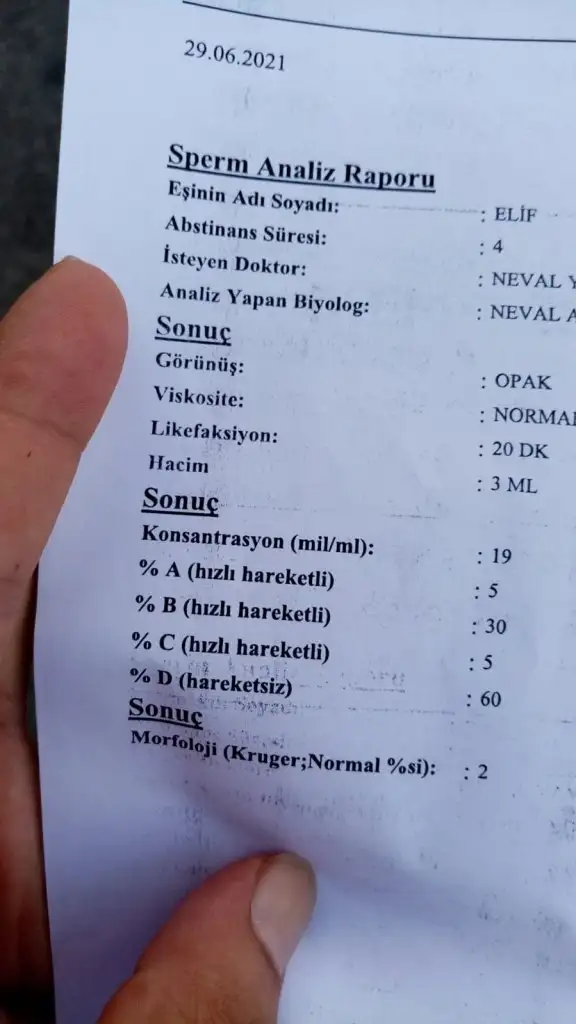 29.06.2021
Sperm Analiz Raporu
Eşinin Adı Soyadı: : ELİF
Abstinans Süresi: : 4
İsteyen Doktor: : NEVAL
Analiz Yapan Biyolog: : NEVAL
Sonuç
Görünüş: : OPAK
Viskosite: : NORMAL
Likefaksiyon: : 20 DK
Hacim : 3 ML
Sonuç
Konsantrasyon (mil/ml): : 19
% A (hızlı hareketli) : 5
% B (hızlı hareketli) : 30
% C (hızlı hareketli) : 5
% D (hareketsiz) : 60
Sonuç
Morfoloji (Kruger;Normal %si): : 2